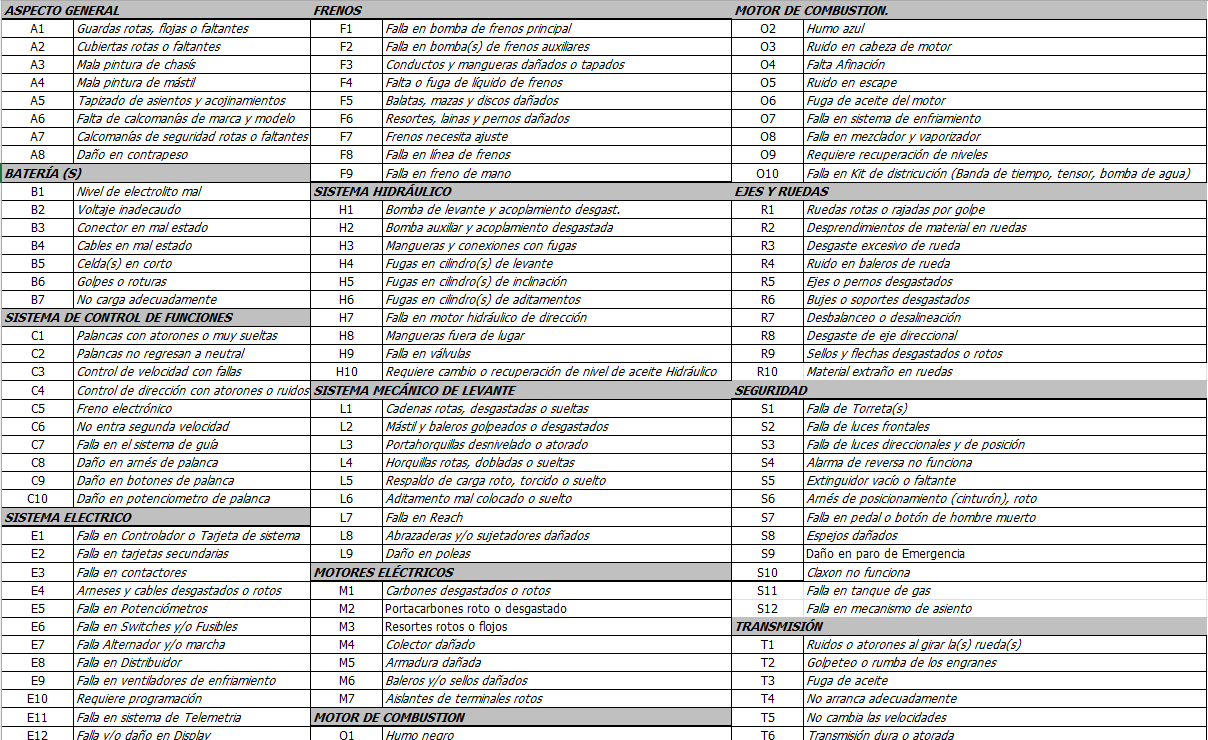 ASPECTO GENERAL
A1 Guardas rotas, flojas o faltantes
A2 Cubiertas rotas o faltantes
A3 Mala pintura de chasís
A4 Mala pintura de mástil
A5 Tapizado de asientos y acojinamientos
A6 Falta de calcomanías de marca y modelo
A7 Calcomanías de seguridad rotas o faltantes
A8 Daño en contrapeso
BATERÍA (S)
B1 Nivel de electrolito mal
B2 Voltaje inadecaudo
B3 Conector en mal estado
B4 Cables en mal estado
B5 Celda(s) en corto
B6 Golpes o roturas
B7 No carga adecuadamente
SISTEMA DE CONTROL DE FUNCIONES
C1 Palancas con atorones o muy sueltas
C2 Palancas no regresan a neutral
C3 Control de velocidad con fallas
C4 Control de dirección con atorones o ruidos
C5 Freno electrónico
C6 No entra segunda velocidad
C7 Falla en el sistema de guía
C8 Daño en arnés de palanca
C9 Daño en botones de palanca
C10 Daño en potenciometro de palanca
SISTEMA ELECTRICO
E1 Falla en Controlador o Tarjeta de sistema
E2 Falla en tarjetas secundarias
E3 Falla en contactores
E4 Arneses y cables desgastados o rotos
E5 Falla en Potenciómetros
E6 Falla en Switches y/o Fusibles
E7 Falla Alternador y/o marcha
E8 Falla en Distribuidor
E9 Falla en ventiladores de enfriamiento
E10 Requiere programación
E11 Falla en sistema de Telemetria
E12 Falla y/o daño en Display
FRENOS
F1 Falla en bomba de frenos principal
F2 Falla en bomba(s) de frenos auxiliares
F3 Conductos y mangueras dañados o tapados
F4 Falta o fuga de líquido de frenos
F5 Balatas, mazas y discos dañados
F6 Resortes, lainas y pernos dañados
F7 Frenos necesita ajuste
F8 Falla en línea de frenos
F9 Falla en freno de mano
SISTEMA HIDRÁULICO
H1 Bomba de levante y acoplamiento desgast.
H2 Bomba auxiliar y acoplamiento desgastada
H3 Mangueras y conexiones con fugas
H4 Fugas en cilindro(s) de levante
H5 Fugas en cilindro(s) de inclinación
H6 Fugas en cilindro(s) de aditamentos
H7 Falla en motor hidráulico de dirección
H8 Mangueras fuera de lugar
H9 Falla en válvulas
H10 Requiere cambio o recuperación de nivel de aceite Hidráulico
SISTEMA MECÁNICO DE LEVANTE
L1 Cadenas rotas, desgastadas o sueltas
L2 Mástil y baleros golpeados o desgastados
L3 Portahorquillas desnivelado o atorado
L4 Horquillas rotas, dobladas o sueltas
L5 Respaldo de carga roto, torcido o suelto
L6 Aditamento mal colocado o suelto
L7 Falla en Reach
L8 Abrazaderas y/o sujetadores dañados
L9 Daño en poleas
MOTORES ELÉCTRICOS
M1 Carbones desgastados o rotos
M2 Portacarbones roto o desgastado
M3 Resortes rotos o flojos
M4 Colector dañado
M5 Armadura dañada
M6 Baleros y/o sellos dañados
M7 Aislantes de terminales rotos
MOTOR DE COMBUSTION
O1 Humo negro
MOTOR DE COMBUSTION.
O2 Humo azul
O3 Ruido en cabeza de motor
O4 Falta Afinación
O5 Ruido en escape
O6 Fuga de aceite del motor
O7 Falla en sistema de enfriamiento
O8 Falla en mezclador y vaporizador
O9 Requiere recuperación de niveles
O10 Falla en Kit de districución (Banda de tiempo, tensor, bomba de agua)
EJES Y RUEDAS
R1 Ruedas rotas o rajadas por golpe
R2 Desprendimientos de material en ruedas
R3 Desgaste excesivo de rueda
R4 Ruido en baleros de rueda
R5 Ejes o pernos desgastados
R6 Bujes o soportes desgastados
R7 Desbalanceo o desalineación
R8 Desgaste de eje direccional
R9 Sellos y flechas desgastados o rotos
R10 Material extraño en ruedas
SEGURIDAD
S1 Falla de Torreta(s)
S2 Falla de luces frontales
S3 Falla de luces direccionales y de posición
S4 Alarma de reversa no funciona
S5 Extinguidor vacío o faltante
S6 Arnés de posicionamiento (cinturón), roto
S7 Falla en pedal o botón de hombre muerto
S8 Espejos dañados
S9 Daño en paro de Emergencia
S10 Claxon no funciona
S11 Falla en tanque de gas
S12 Falla en mecanismo de asiento
TRANSMISIÓN
T1 Ruidos o atorones al girar la(s) rueda(s)
T2 Golpeteo o rumba de los engranes
T3 Fuga de aceite
T4 No arranca adecuadamente
T5 No cambia las velocidades
T6 Transmisión dura o atorada